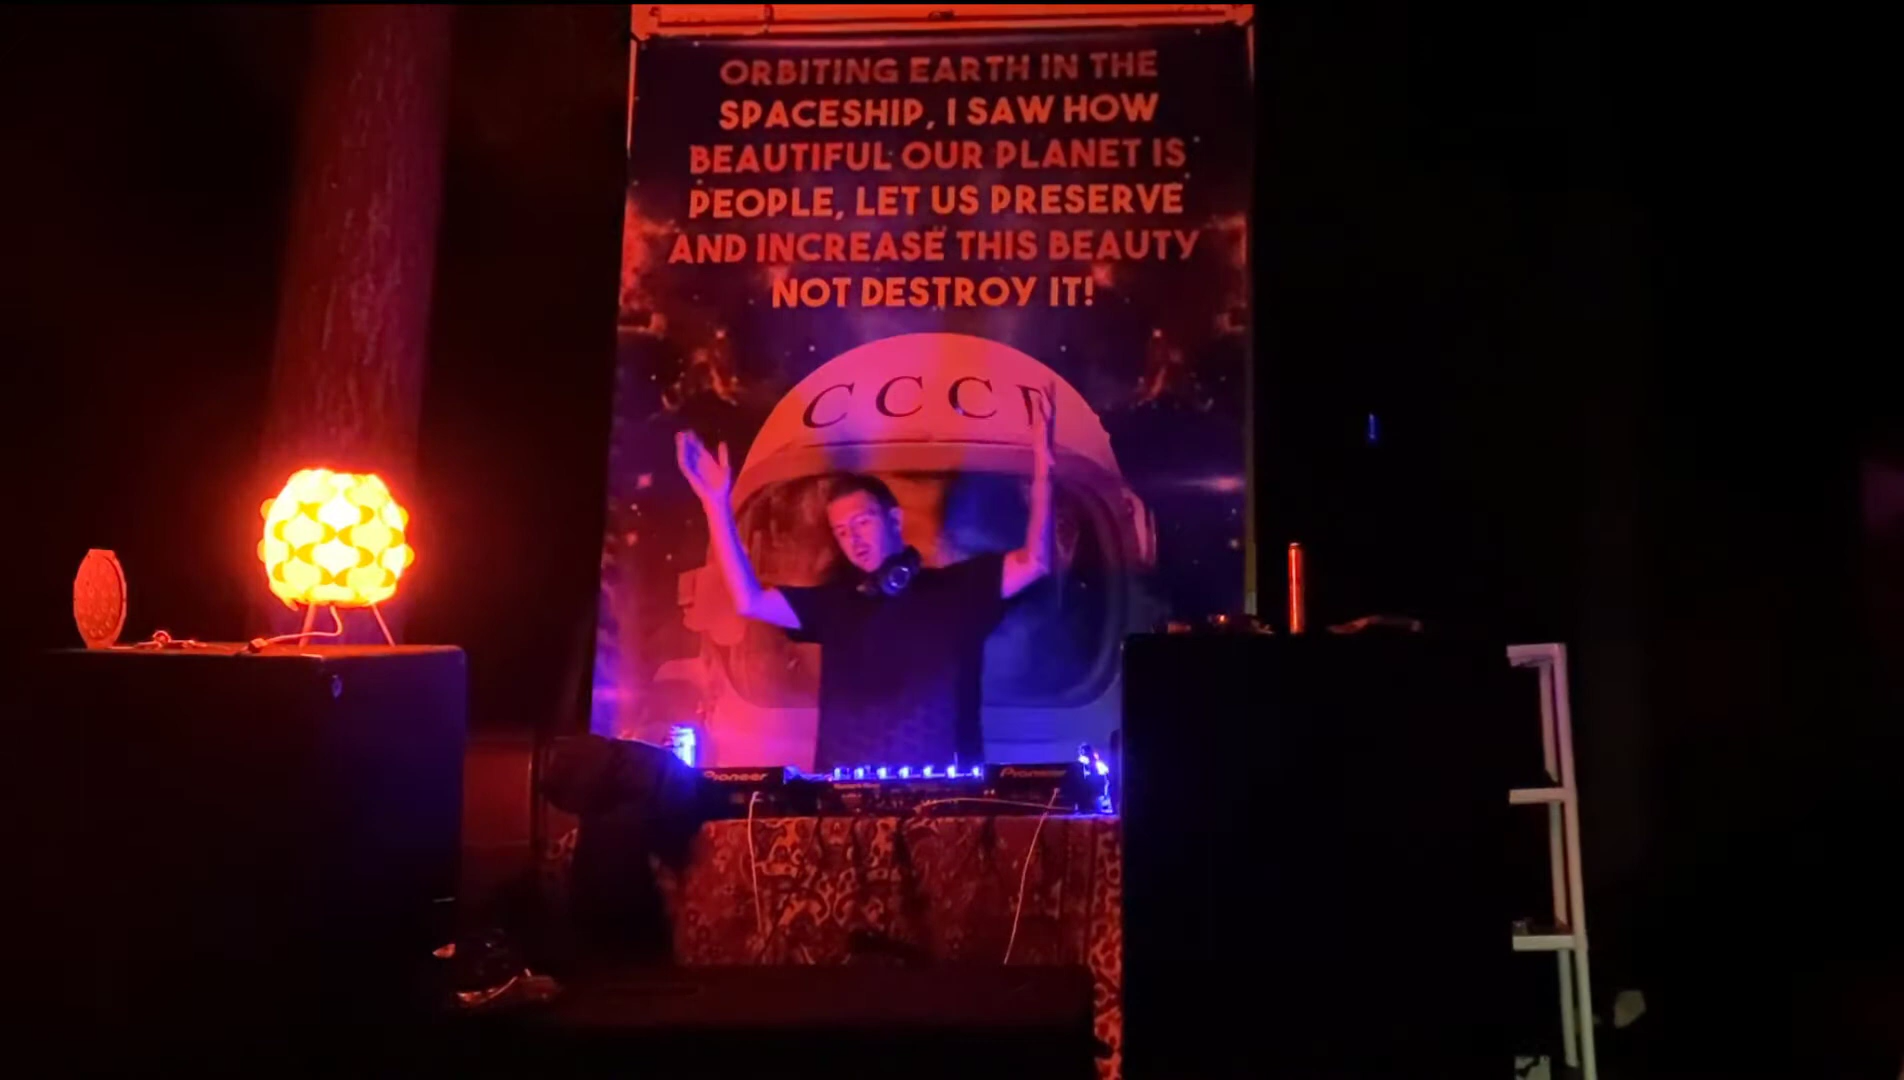 ORBITING EARTH IN THE
SPACESHIP, I SAW HOW
BEAUTIFUL OUR PLANET IS
PEOPLE, LET US PRESERVE
AND INCREASE THIS BEAUTY
NOT DESTROY IT!
СССР
Pioneer
Pioneer